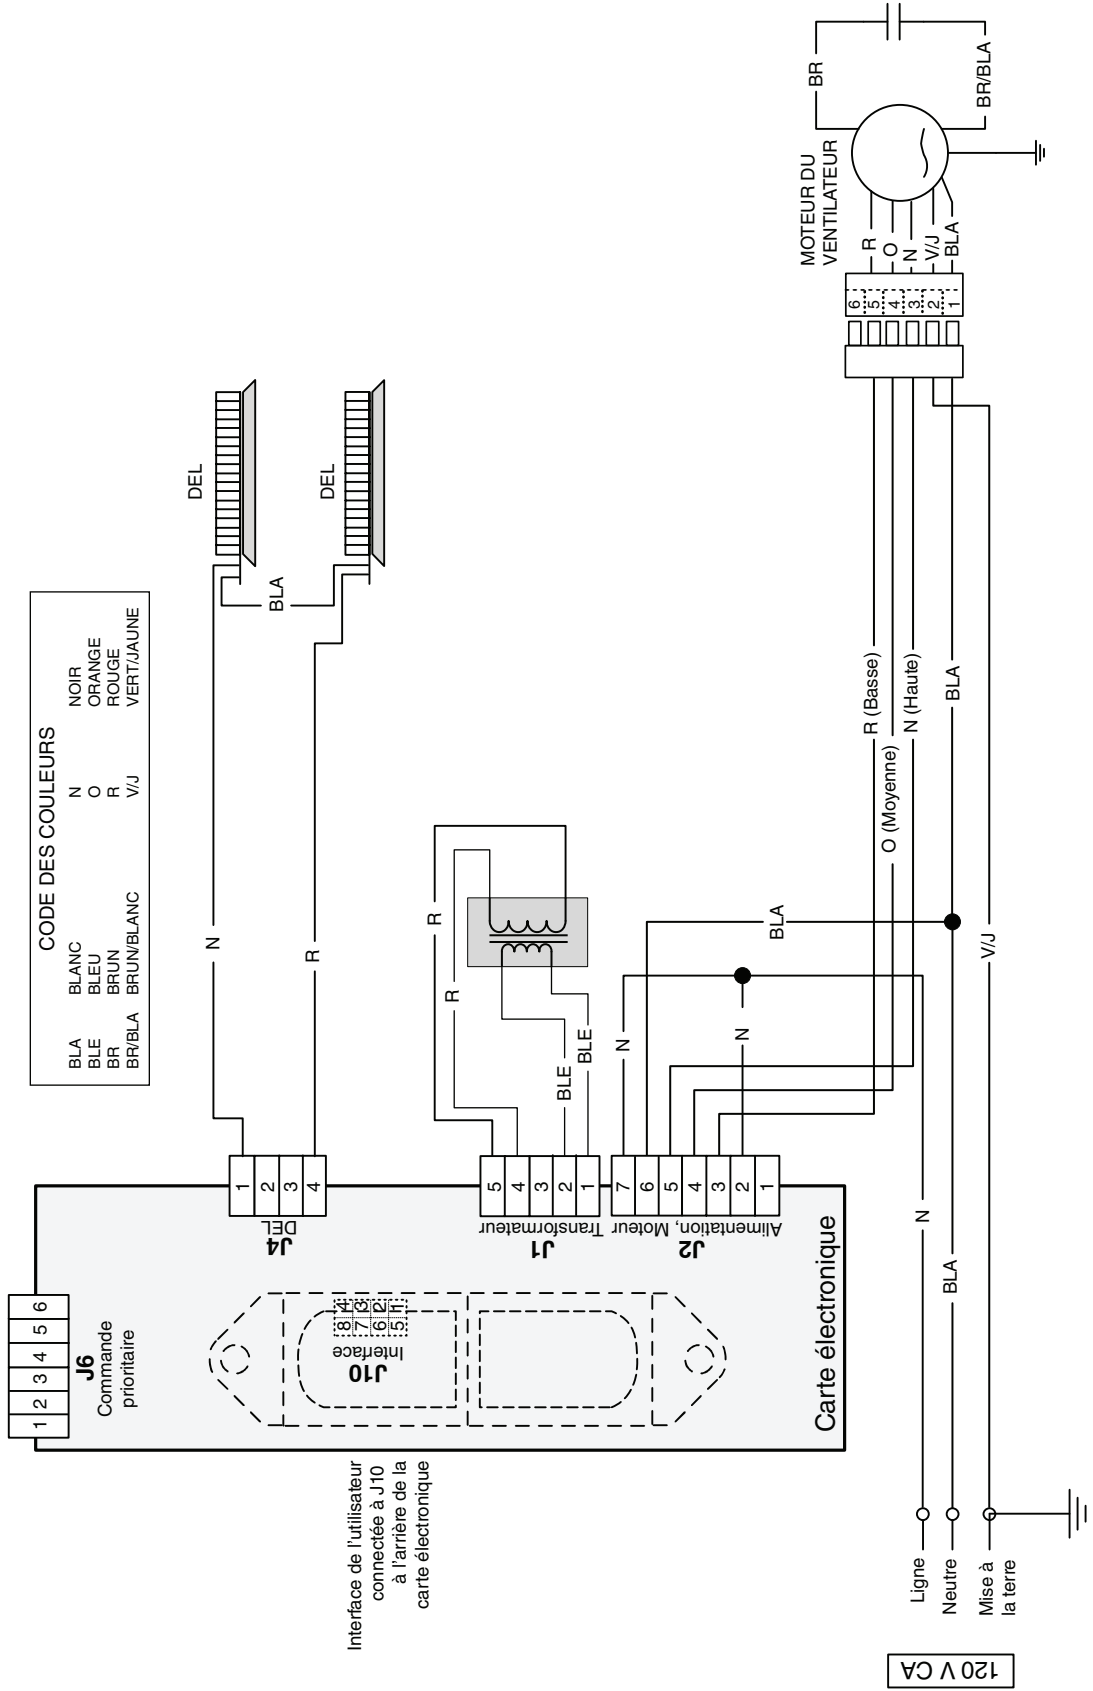 CODE DES COULEURS
BLA BLANC N NOIR
BLE BLEU O ORANGE
BR BRUN R ROUGE
BR/BLA BRUN/BLANC V/J VERT/JAUNE
J6
Commande
prioritaire
1 2 3 4 5 6
J4
DEL
1
2
3
4
N
R
DEL
BLA
DEL
Interface de l'utilisateur
connectée à J10
à l'arrière de la
carte électronique
J10
Interface
8 4
7 3
6 2
5 1
J1
Transformateur
5
4
3
2
1
R
R
BLE
BLE
J2
Alimentation, Moteur
7
6
5
4
3
2
1
N
N
BLA
Carte électronique
R (Basse)
O (Moyenne)
N (Haute)
BLA
V/J
N
BLA
120 V CA
Ligne
Neutre
Mise à
la terre
6
5
4
3
2
1
R
O
N
V/J
BLA
MOTEUR DU
VENTILATEUR
BR
BR/BLA